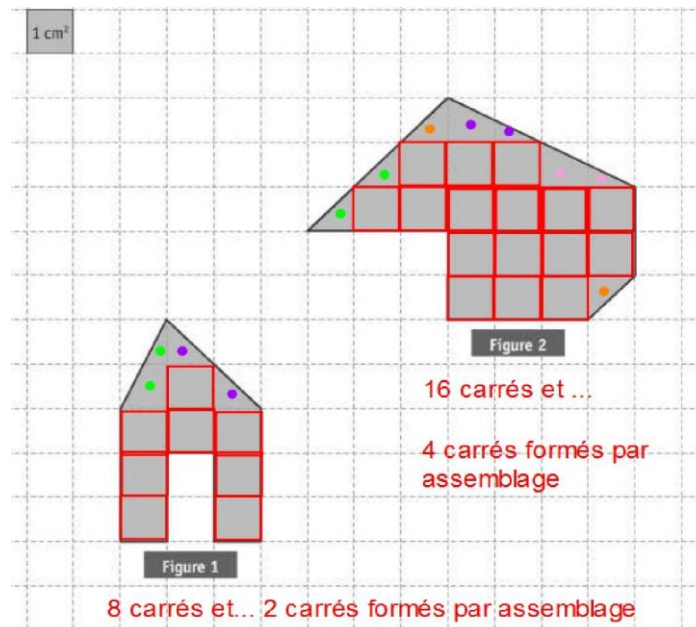 1 cm²
Figure 2
16 carrés et ...
4 carrés formés par
assemblage
Figure 1
8 carrés et... 2 carrés formés par assemblage